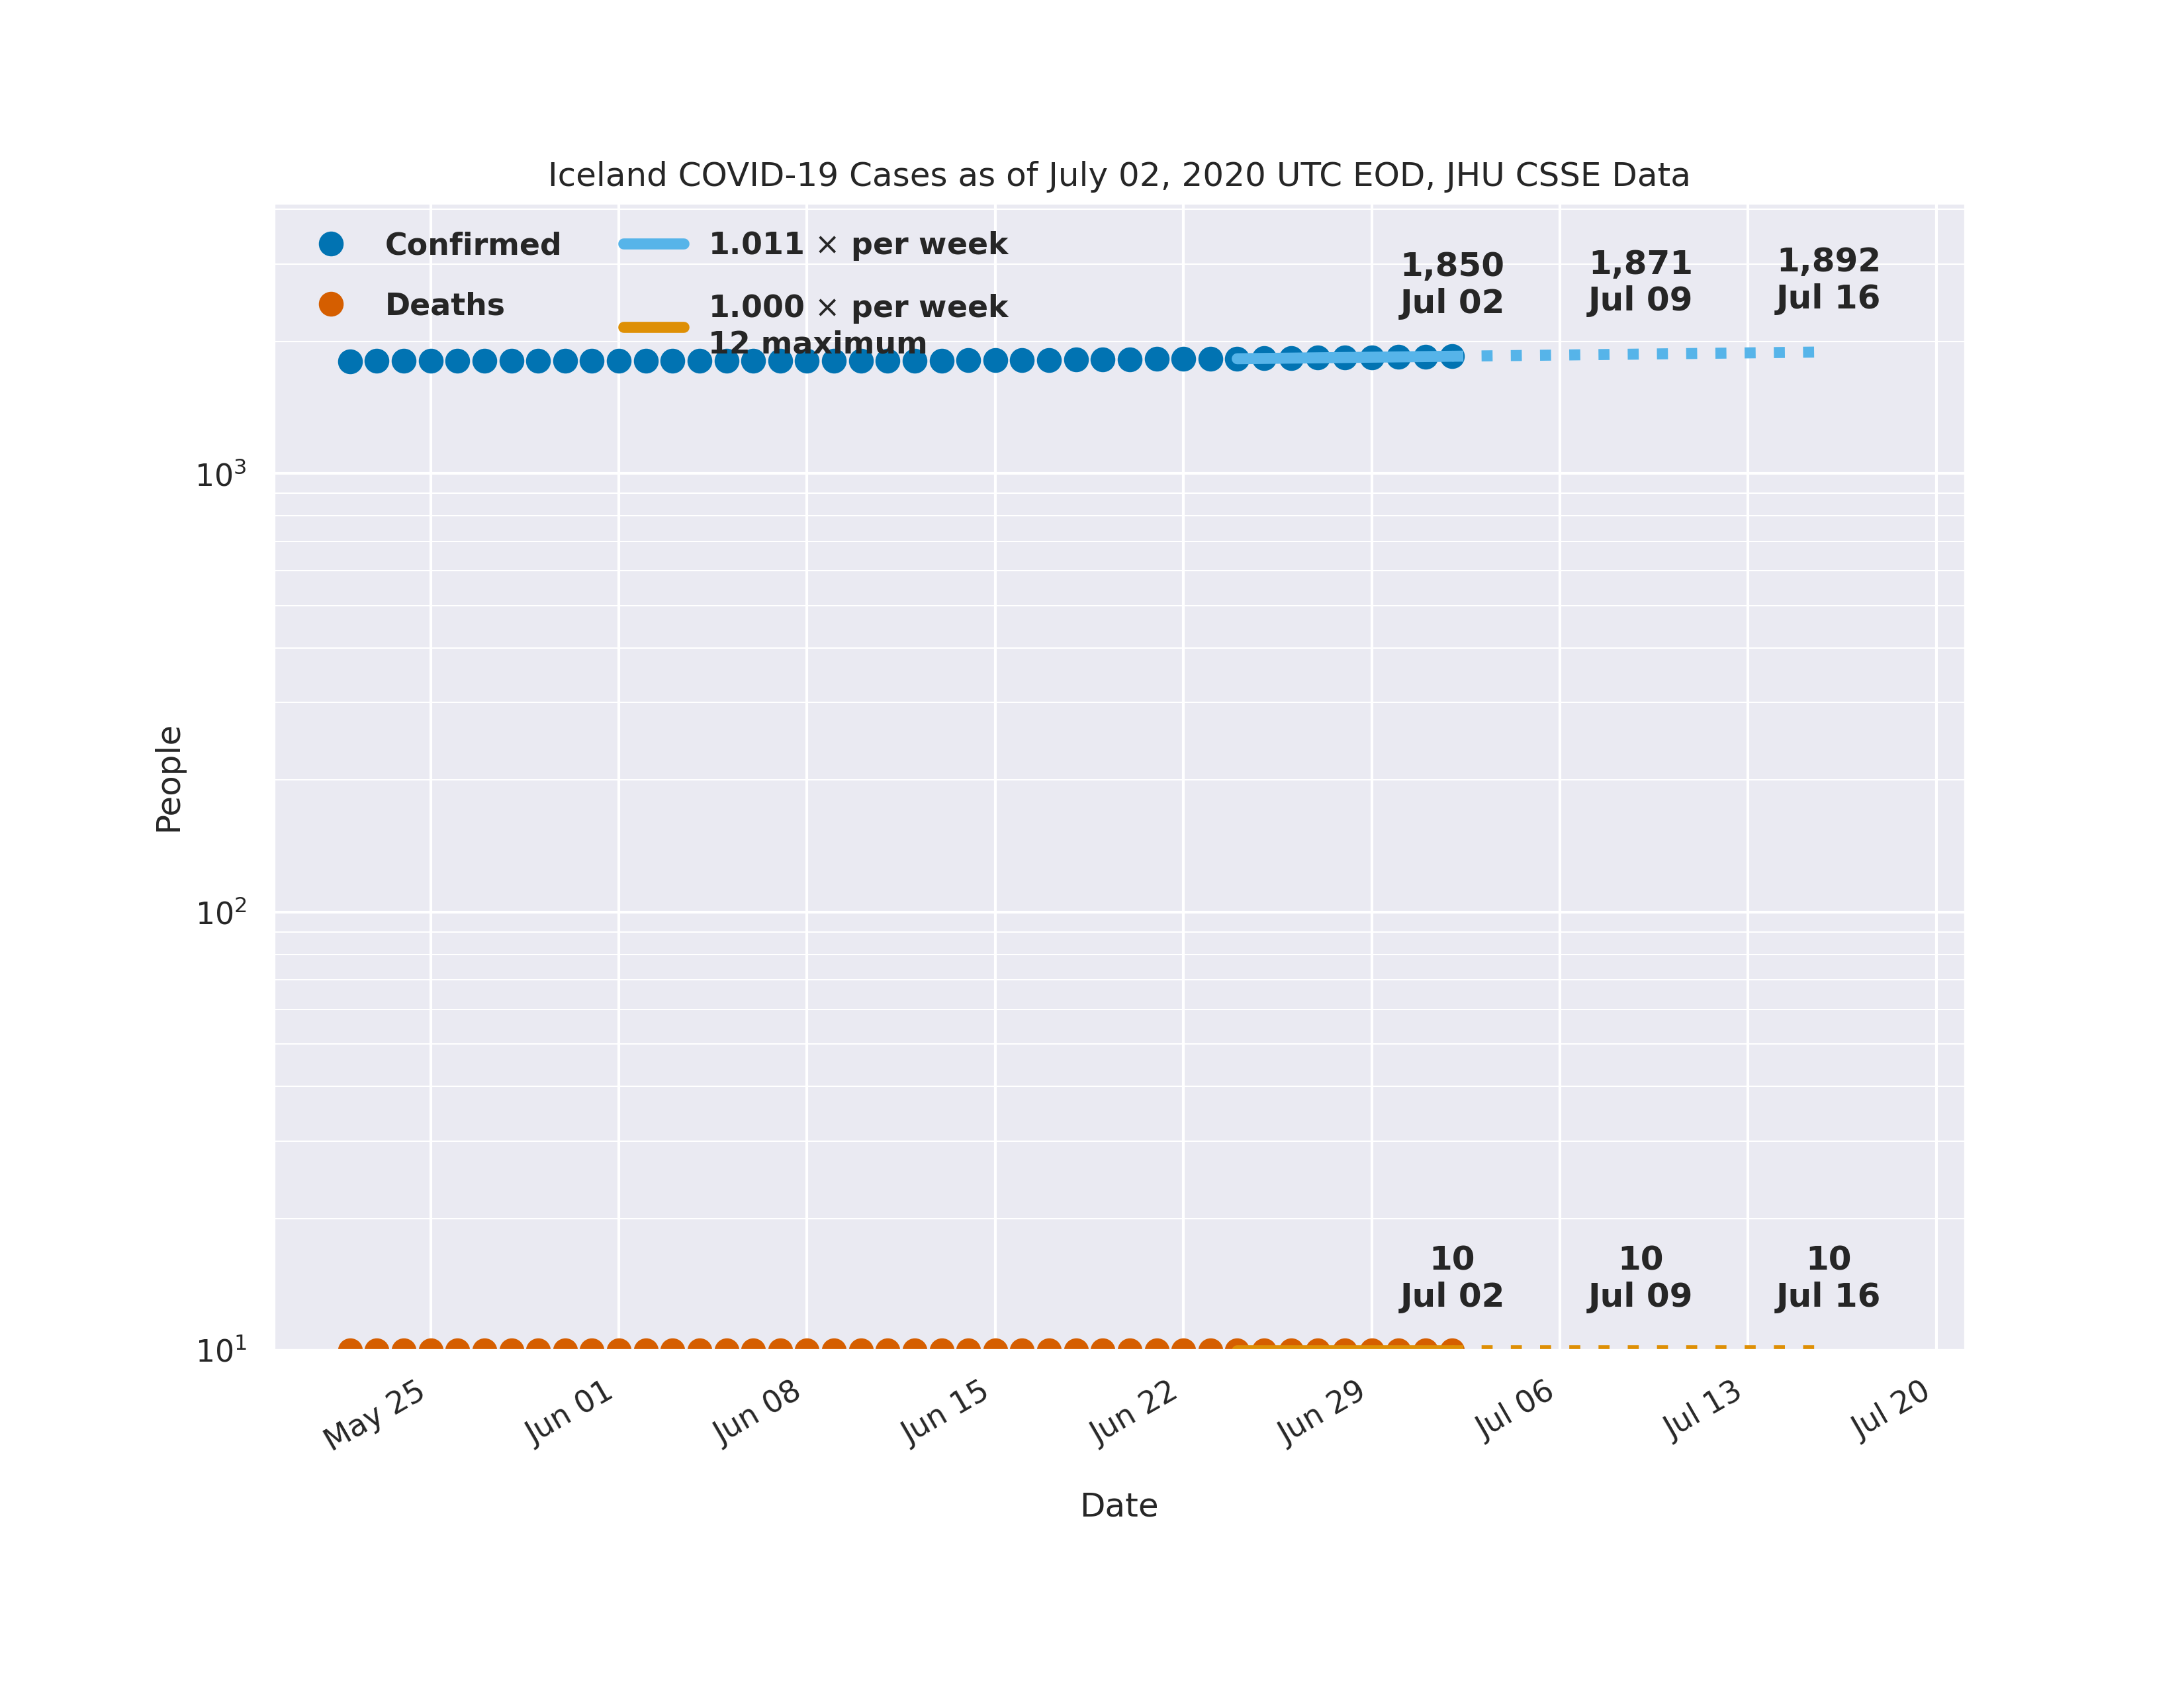 Iceland COVID-19 Cases as of July 02, 2020 UTC EOD, JHU CSSE Data
Confirmed
Deaths
1.011 × per week
1.000 × per week
12 maximum
1,850
Jul 02
1,871
Jul 09
1,892
Jul 16
10³
10²
10¹
People
10
Jul 02
10
Jul 09
10
Jul 16
May 25
Jun 01
Jun 08
Jun 15
Jun 22
Jun 29
Jul 06
Jul 13
Jul 20
Date